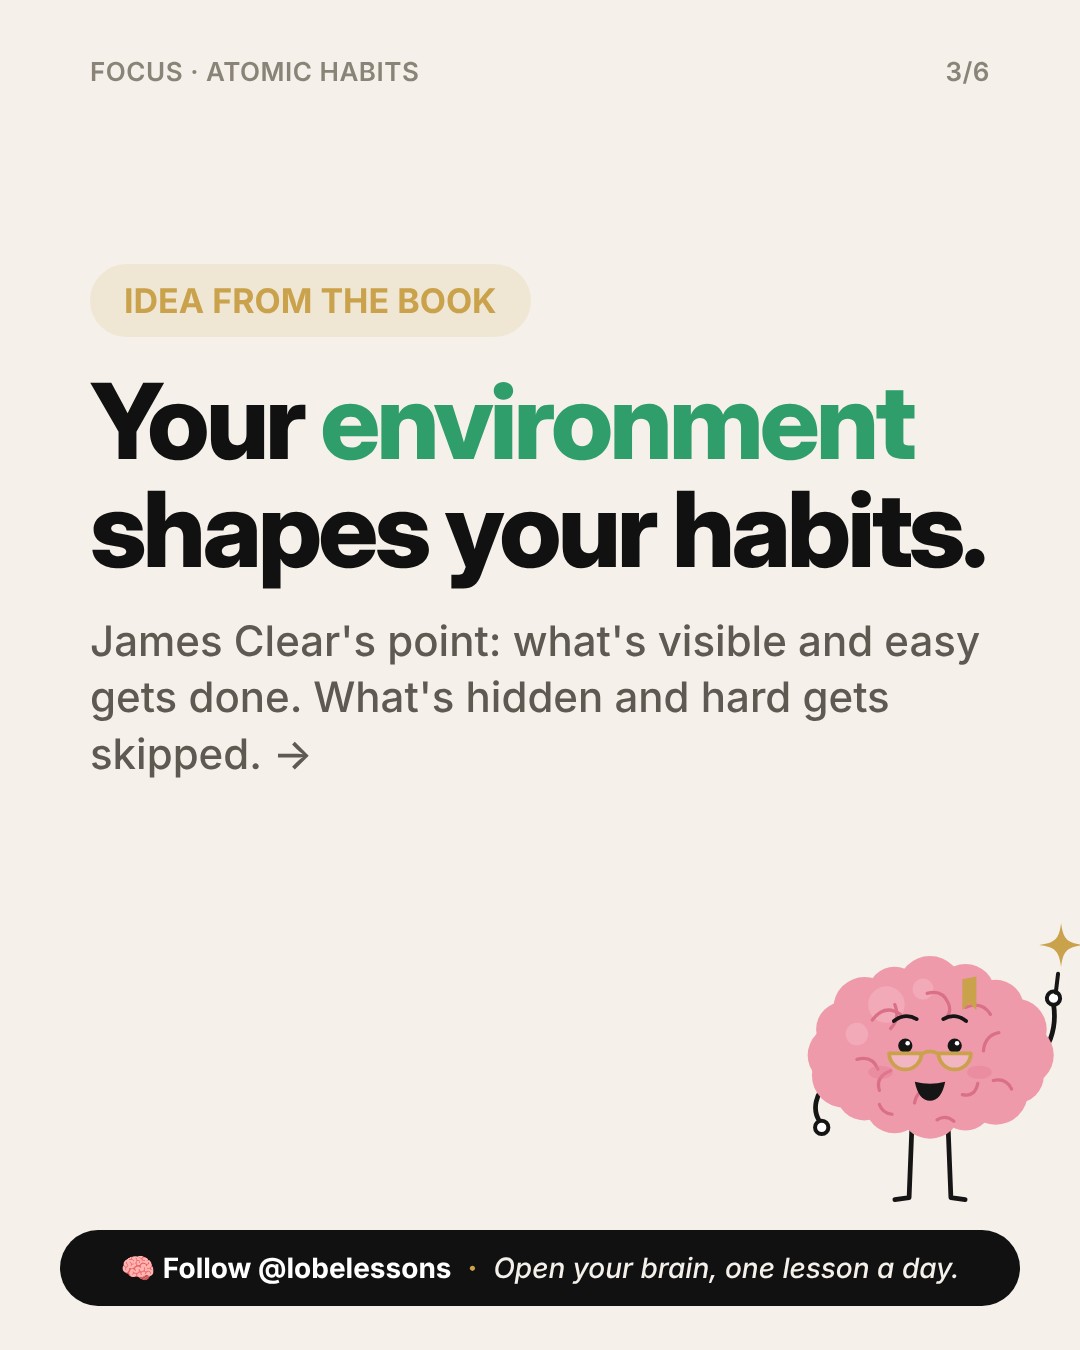 FOCUS · ATOMIC HABITS
3/6
IDEA FROM THE BOOK
Your environment
shapes your habits.
James Clear's point: what's visible and easy
gets done. What's hidden and hard gets
skipped. →
🧠 Follow @lobelessons · Open your brain, one lesson a day.